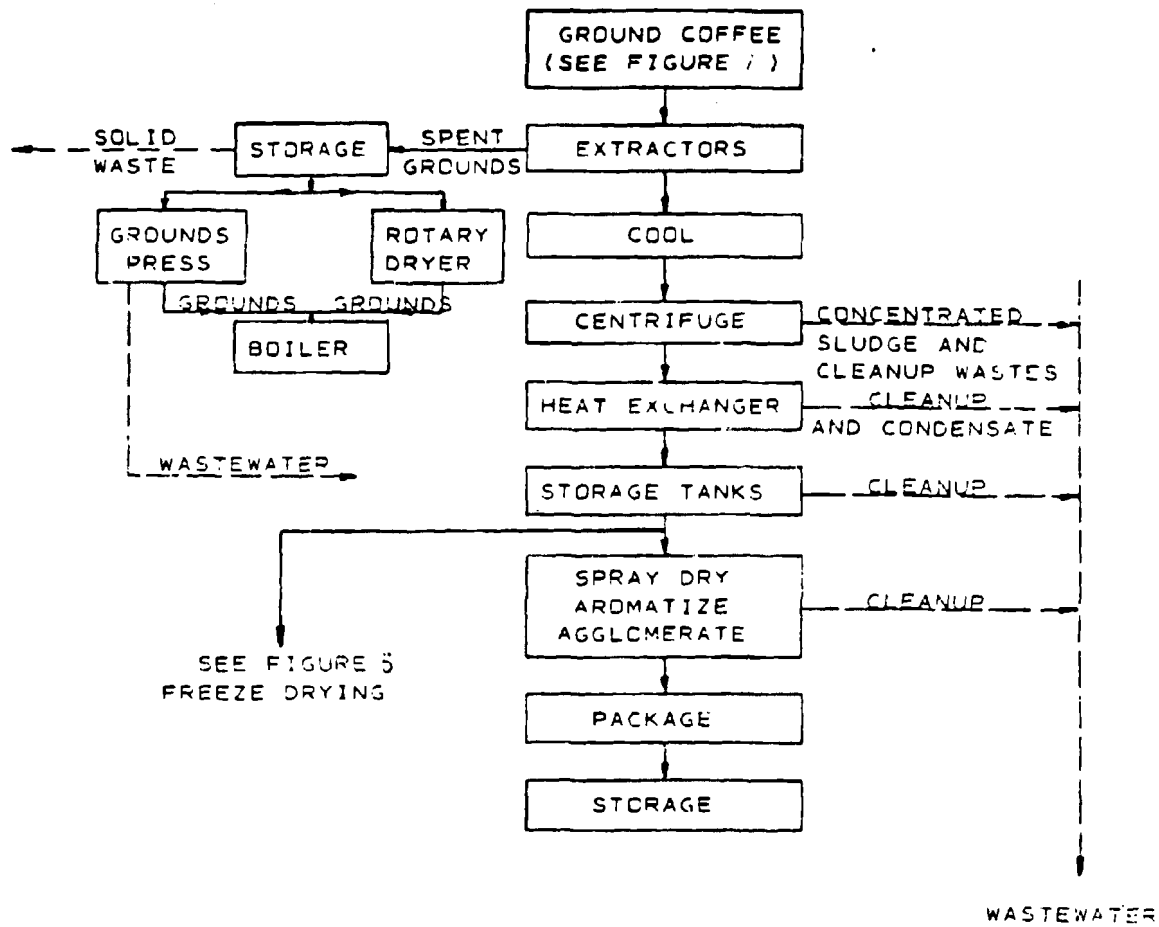 GROUND COFFEE
(SEE FIGURE )
SOLID
WASTE
STORAGE
SPENT
GROUNDS
EXTRACTORS
GROUNDS
PRESS
ROTARY
DRYER
COOL
GROUNDS GROUNDS
BOILER
CENTRIFUGE
CONCENTRATED
SLUDGE AND
CLEANUP WASTES
HEAT EXCHANGER
CLEANUP
AND CONDENSATE
WASTEWATER
STORAGE TANKS
CLEANUP
SPRAY DRY
AROMATIZE
AGGLOMERATE
CLEANUP
SEE FIGURE
FREEZE DRYING
PACKAGE
STORAGE
WASTEWATER